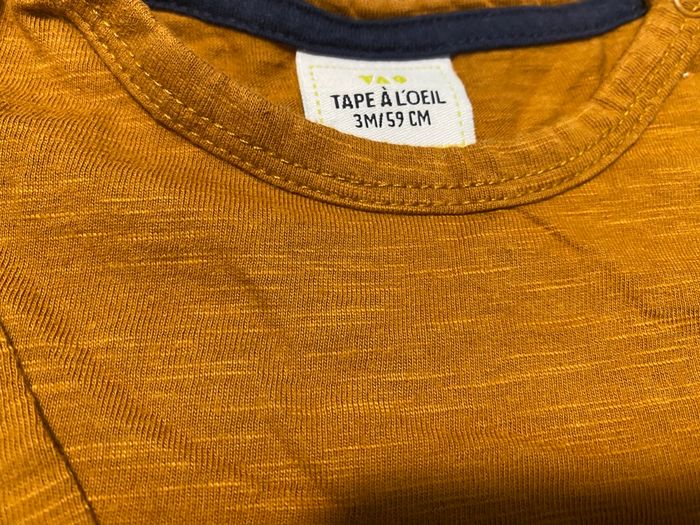 TAO
TAPE À L'OEIL
3M/59 CM